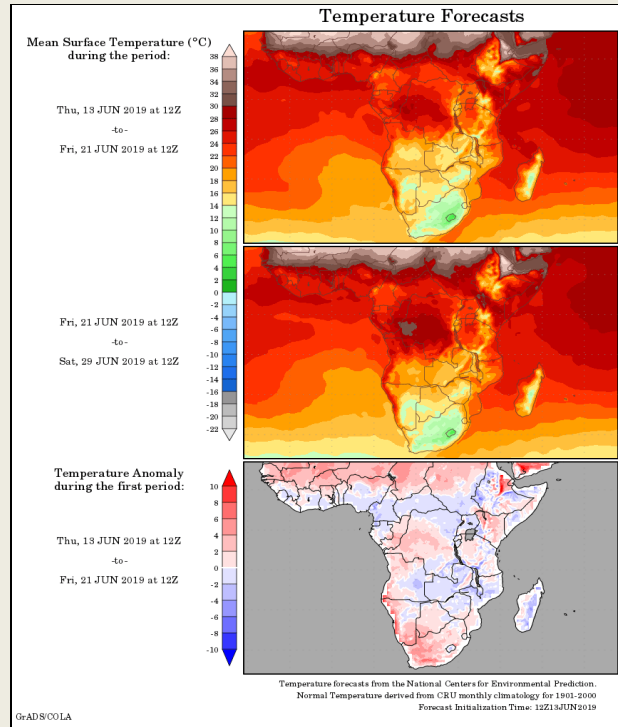 Temperature Forecasts
Mean Surface Temperature (°C)
during the period:
Thu, 13 JUN 2019 at 12Z
-to-
Fri, 21 JUN 2019 at 12Z
38
36
34
32
30
28
26
24
22
20
18
16
14
12
10
8
6
4
2
0
-2
-4
-6
-8
-10
-12
-14
-16
-18
-20
-22
Fri, 21 JUN 2019 at 12Z
-to-
Sat, 29 JUN 2019 at 12Z
Temperature Anomaly
during the first period:
Thu, 13 JUN 2019 at 12Z
-to-
Fri, 21 JUN 2019 at 12Z
10
8
6
4
2
0
-2
-4
-6
-8
-10
Temperature forecasts from the National Centers for Environmental Prediction.
Normal Temperature derived from CRU monthly climatology for 1901-2000
Forecast Initialization Time: 12Z13JUN2019
GrADS/COLA